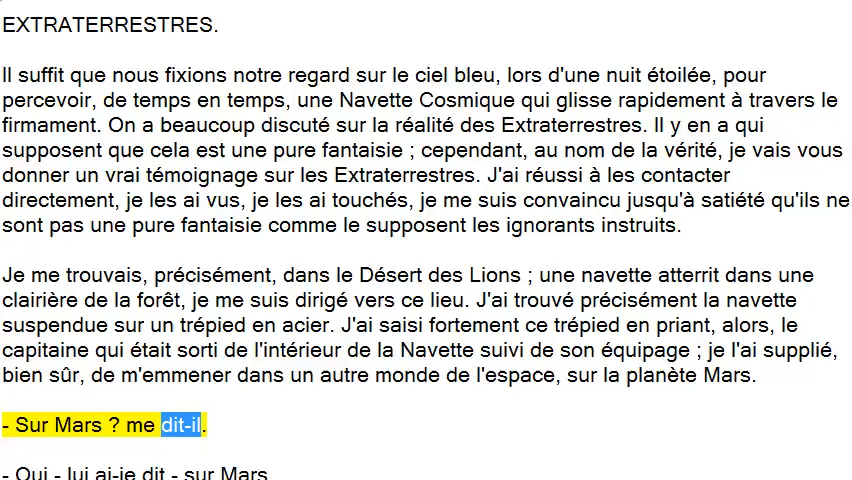 EXTRATERRESTRES.
Il suffit que nous fixions notre regard sur le ciel bleu, lors d'une nuit étoilée, pour
percevoir, de temps en temps, une Navette Cosmique qui glisse rapidement à travers le
firmament. On a beaucoup discuté sur la réalité des Extraterrestres. Il y en a qui
supposent que cela est une pure fantaisie ; cependant, au nom de la vérité, je vais vous
donner un vrai témoignage sur les Extraterrestres. J'ai réussi à les contacter
directement, je les ai vus, je les ai touchés, je me suis convaincu jusqu'à satiété qu'ils ne
sont pas une pure fantaisie comme le supposent les ignorants instruits.
Je me trouvais, précisément, dans le Désert des Lions ; une navette atterrit dans une
clairière de la forêt, je me suis dirigé vers ce lieu. J'ai trouvé précisément la navette
suspendue sur un trépied en acier. J'ai saisi fortement ce trépied en priant, alors, le
capitaine qui était sorti de l'intérieur de la Navette suivi de son équipage ; je l'ai supplié,
bien sûr, de m'emmener dans un autre monde de l'espace, sur la planète Mars.
- Sur Mars ? me dit-il.
- Oui - lui ai-je dit - sur Mars